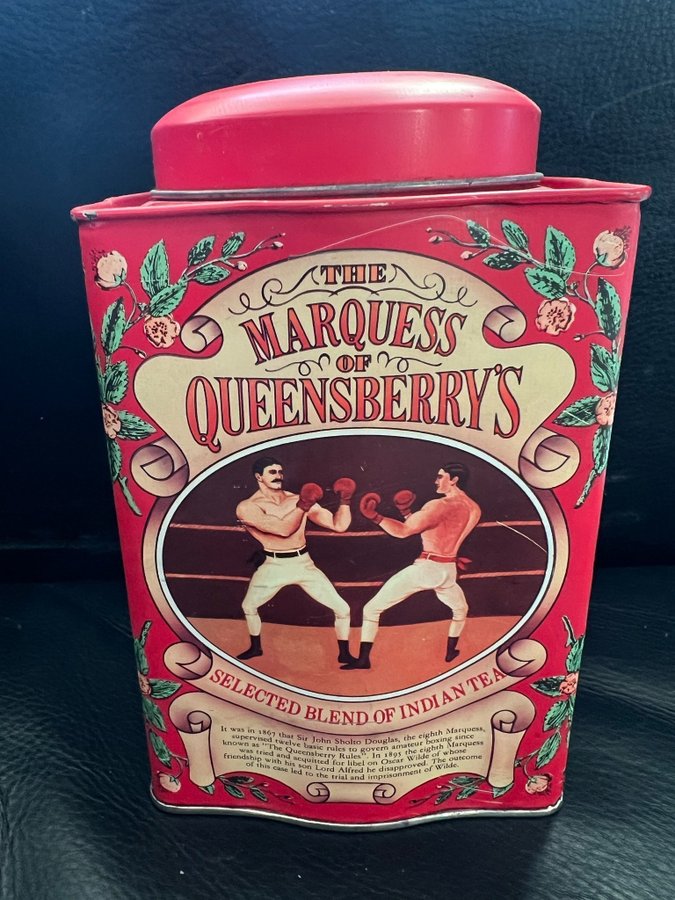 THE
MARQUESS
OF
QUEENSBERRY'S
SELECTED BLEND OF INDIAN TEA
It was in 1867 that Sir John Sholto Douglas, the eighth Marquess,
supervised twelve basic rules to govern amateur boxing since
known as "The Queensberry Rules". In 1895 the eighth Marquess
was tried and acquitted for libel on Oscar Wilde of whose
friendship with his son Lord Alfred he disapproved. The outcome
of this case led to the trial and imprisonment of Wilde.